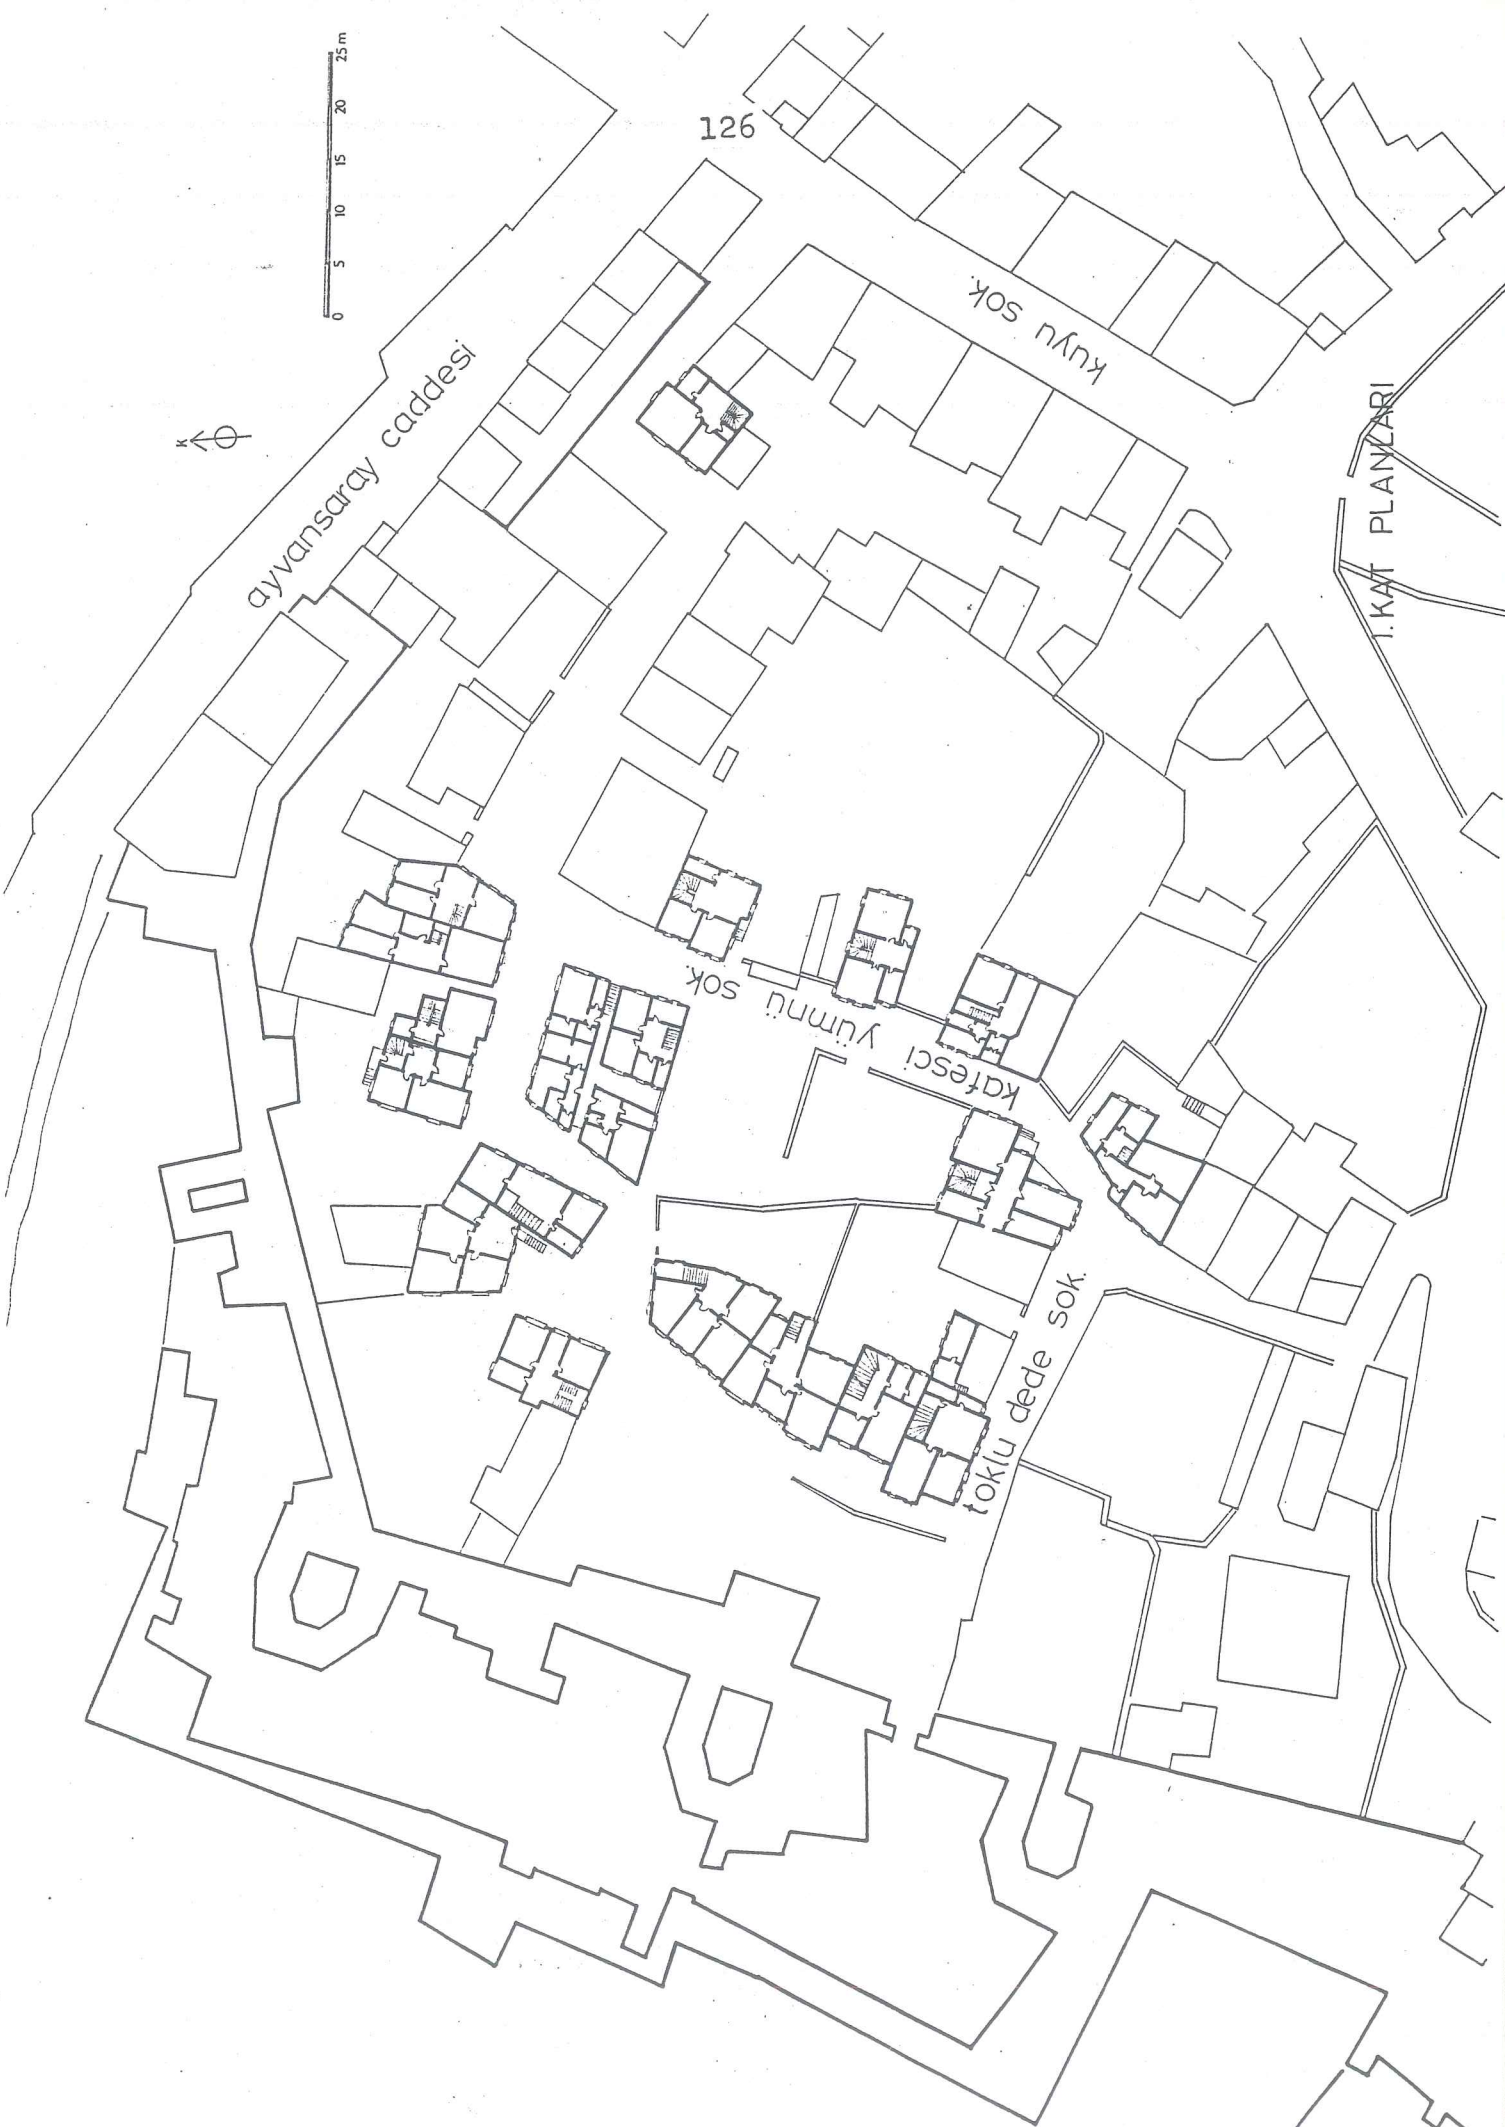 126
0 5 10 15 20 25 m
K
ayvansaray caddesi
kuyu sok.
1. KAT PLANLARI
kafesci yümnü sok.
toklu dede sok.